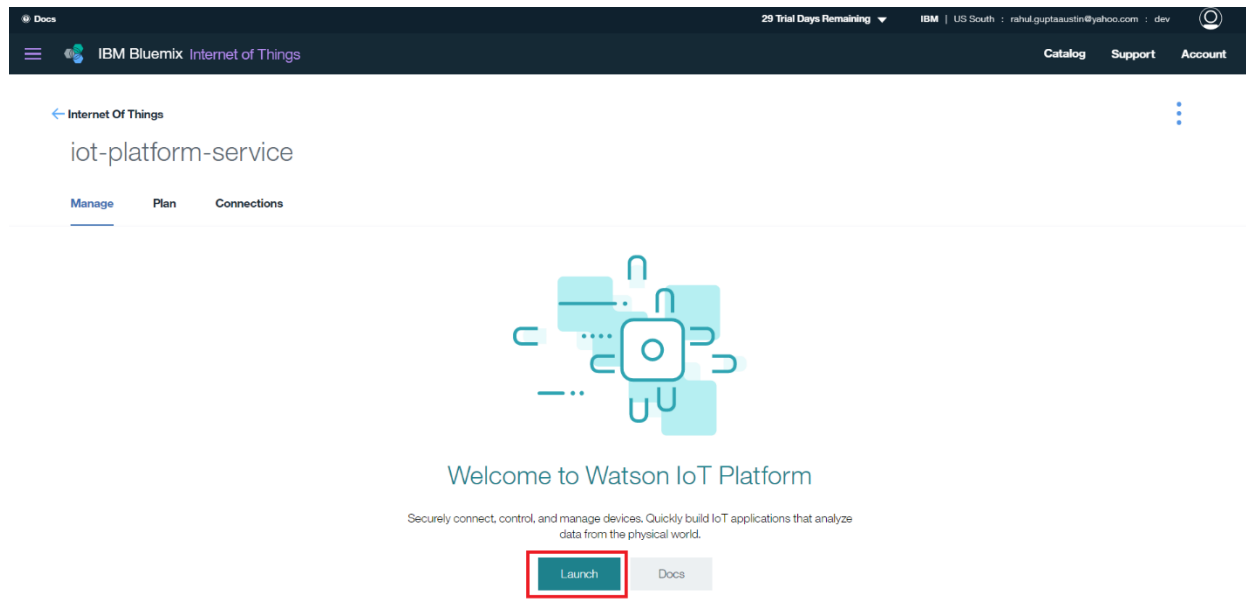 Docs
29 Trial Days Remaining
IBM | US South : rahul.guptaaustin@yahoo.com : dev
IBM Bluemix Internet of Things
Catalog Support Account
Internet Of Things
iot-platform-service
Manage Plan Connections
Welcome to Watson IoT Platform
Securely connect, control, and manage devices. Quickly build IoT applications that analyze
data from the physical world.
Launch Docs